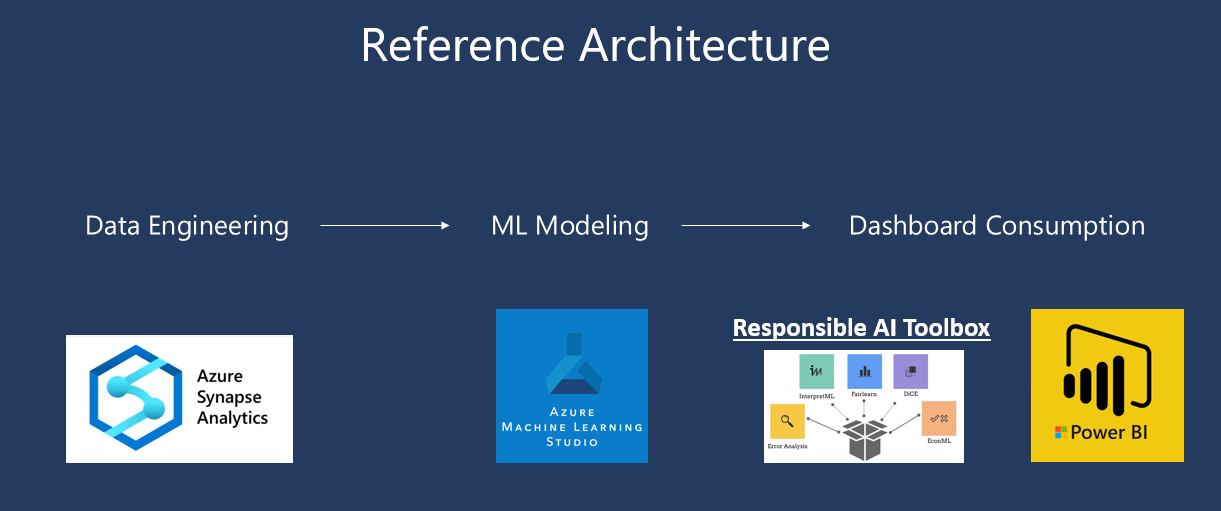 Reference Architecture
Data Engineering
ML Modeling
Dashboard Consumption
Azure
Synapse
Analytics
AZURE
MACHINE LEARNING
STUDIO
Responsible AI Toolbox
InterpretML
Fairlearn
DiCE
Error Analysis
EconML
Power BI